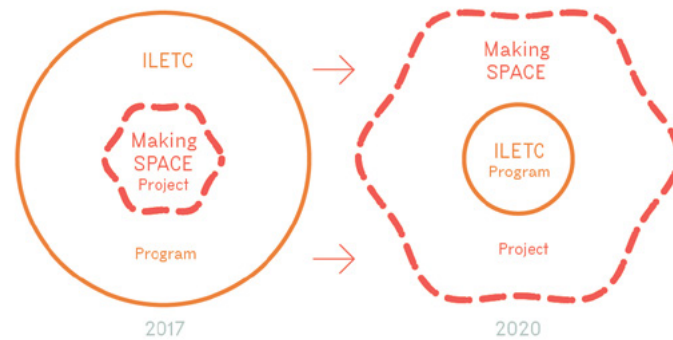 ILETC
Making
SPACE
Project
Program
2017
Making
SPACE
ILETC
Program
Project
2020